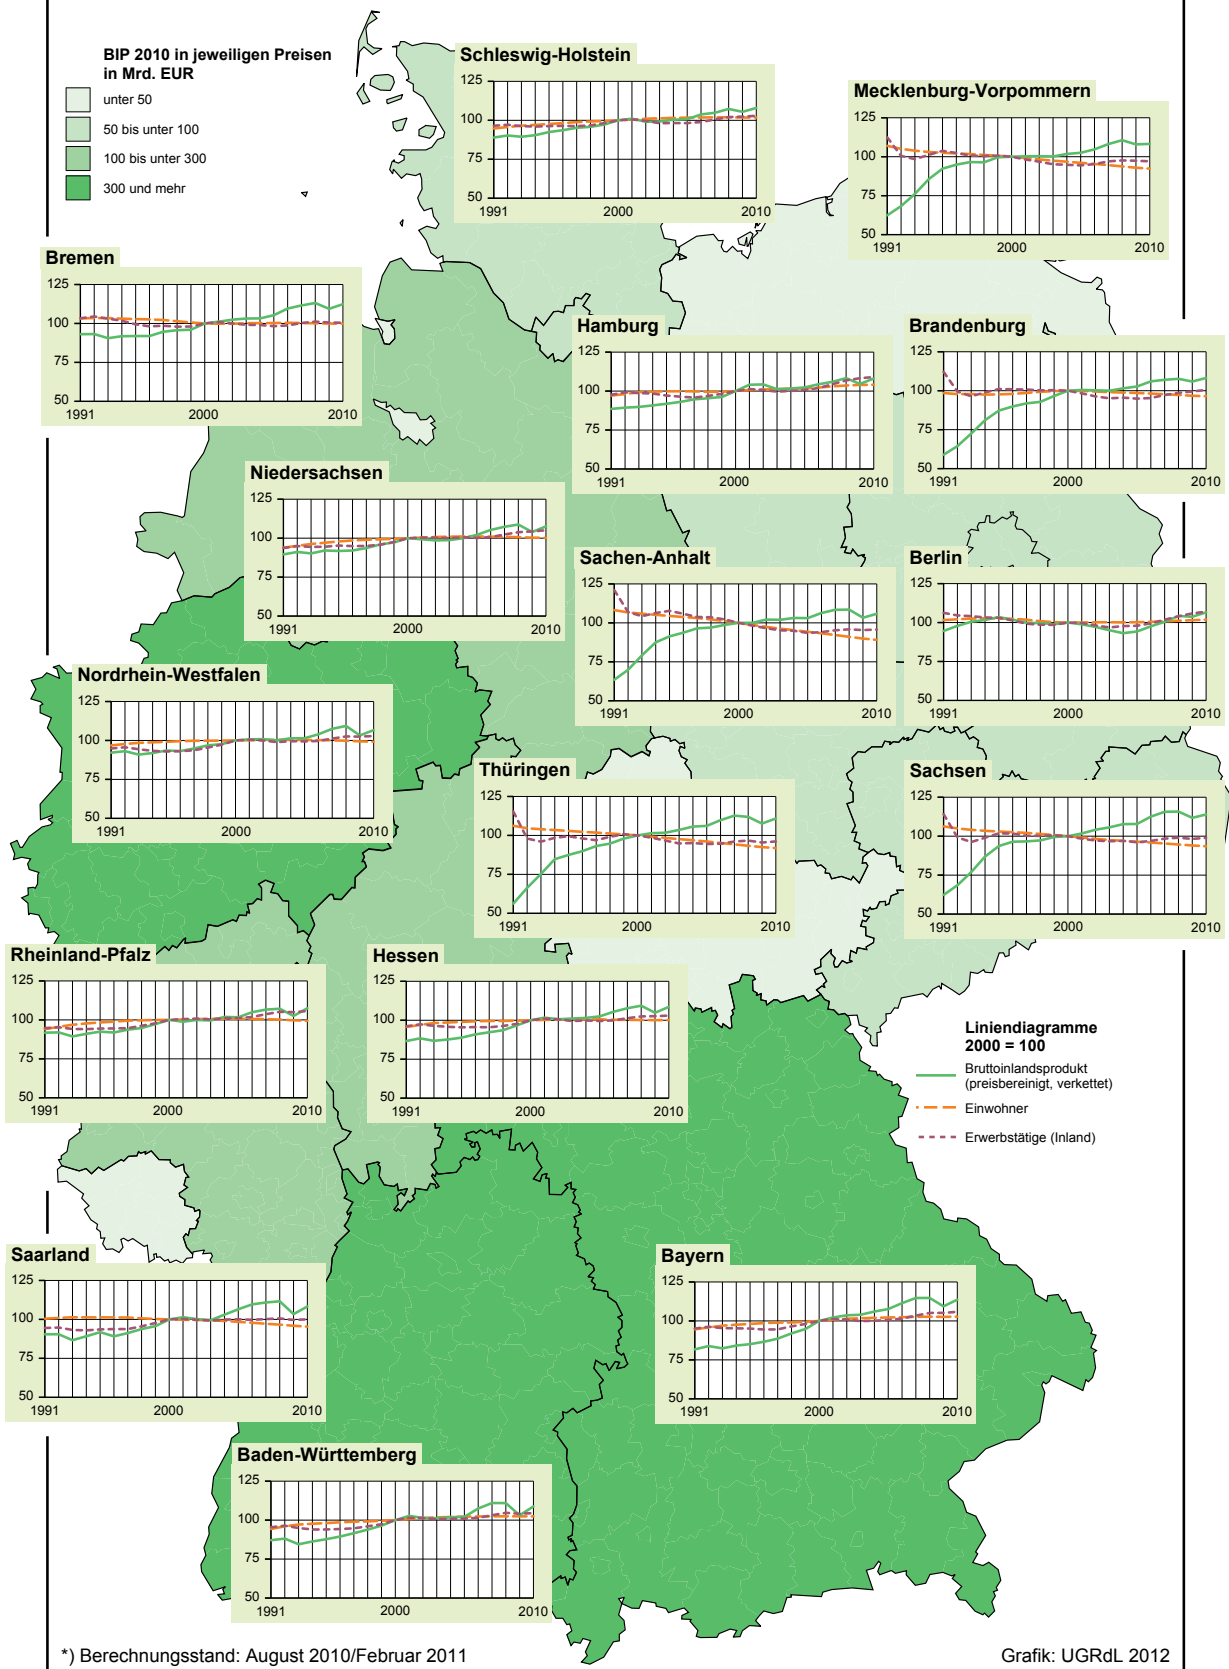 BIP 2010 in jeweiligen Preisen
in Mrd. EUR
unter 50
50 bis unter 100
100 bis unter 300
300 und mehr
Schleswig-Holstein
125
100
75
50
1991 2000 2010
Mecklenburg-Vorpommern
125
100
75
50
1991 2000 2010
Bremen
125
100
75
50
1991 2000 2010
Hamburg
125
100
75
50
1991 2000 2010
Brandenburg
125
100
75
50
1991 2000 2010
Niedersachsen
125
100
75
50
1991 2000 2010
Sachen-Anhalt
125
100
75
50
1991 2000 2010
Berlin
125
100
75
50
1991 2000 2010
Nordrhein-Westfalen
125
100
75
50
1991 2000 2010
Thüringen
125
100
75
50
1991 2000 2010
Sachsen
125
100
75
50
1991 2000 2010
Rheinland-Pfalz
125
100
75
50
1991 2000 2010
Hessen
125
100
75
50
1991 2000 2010
Liniendiagramme
2000 = 100
Bruttoinlandsprodukt
(preisbereinigt, verkettet)
Einwohner
Erwerbstätige (Inland)
Saarland
125
100
75
50
1991 2000 2010
Bayern
125
100
75
50
1991 2000 2010
Baden-Württemberg
125
100
75
50
1991 2000 2010
*) Berechnungsstand: August 2010/Februar 2011
Grafik: UGRdL 2012